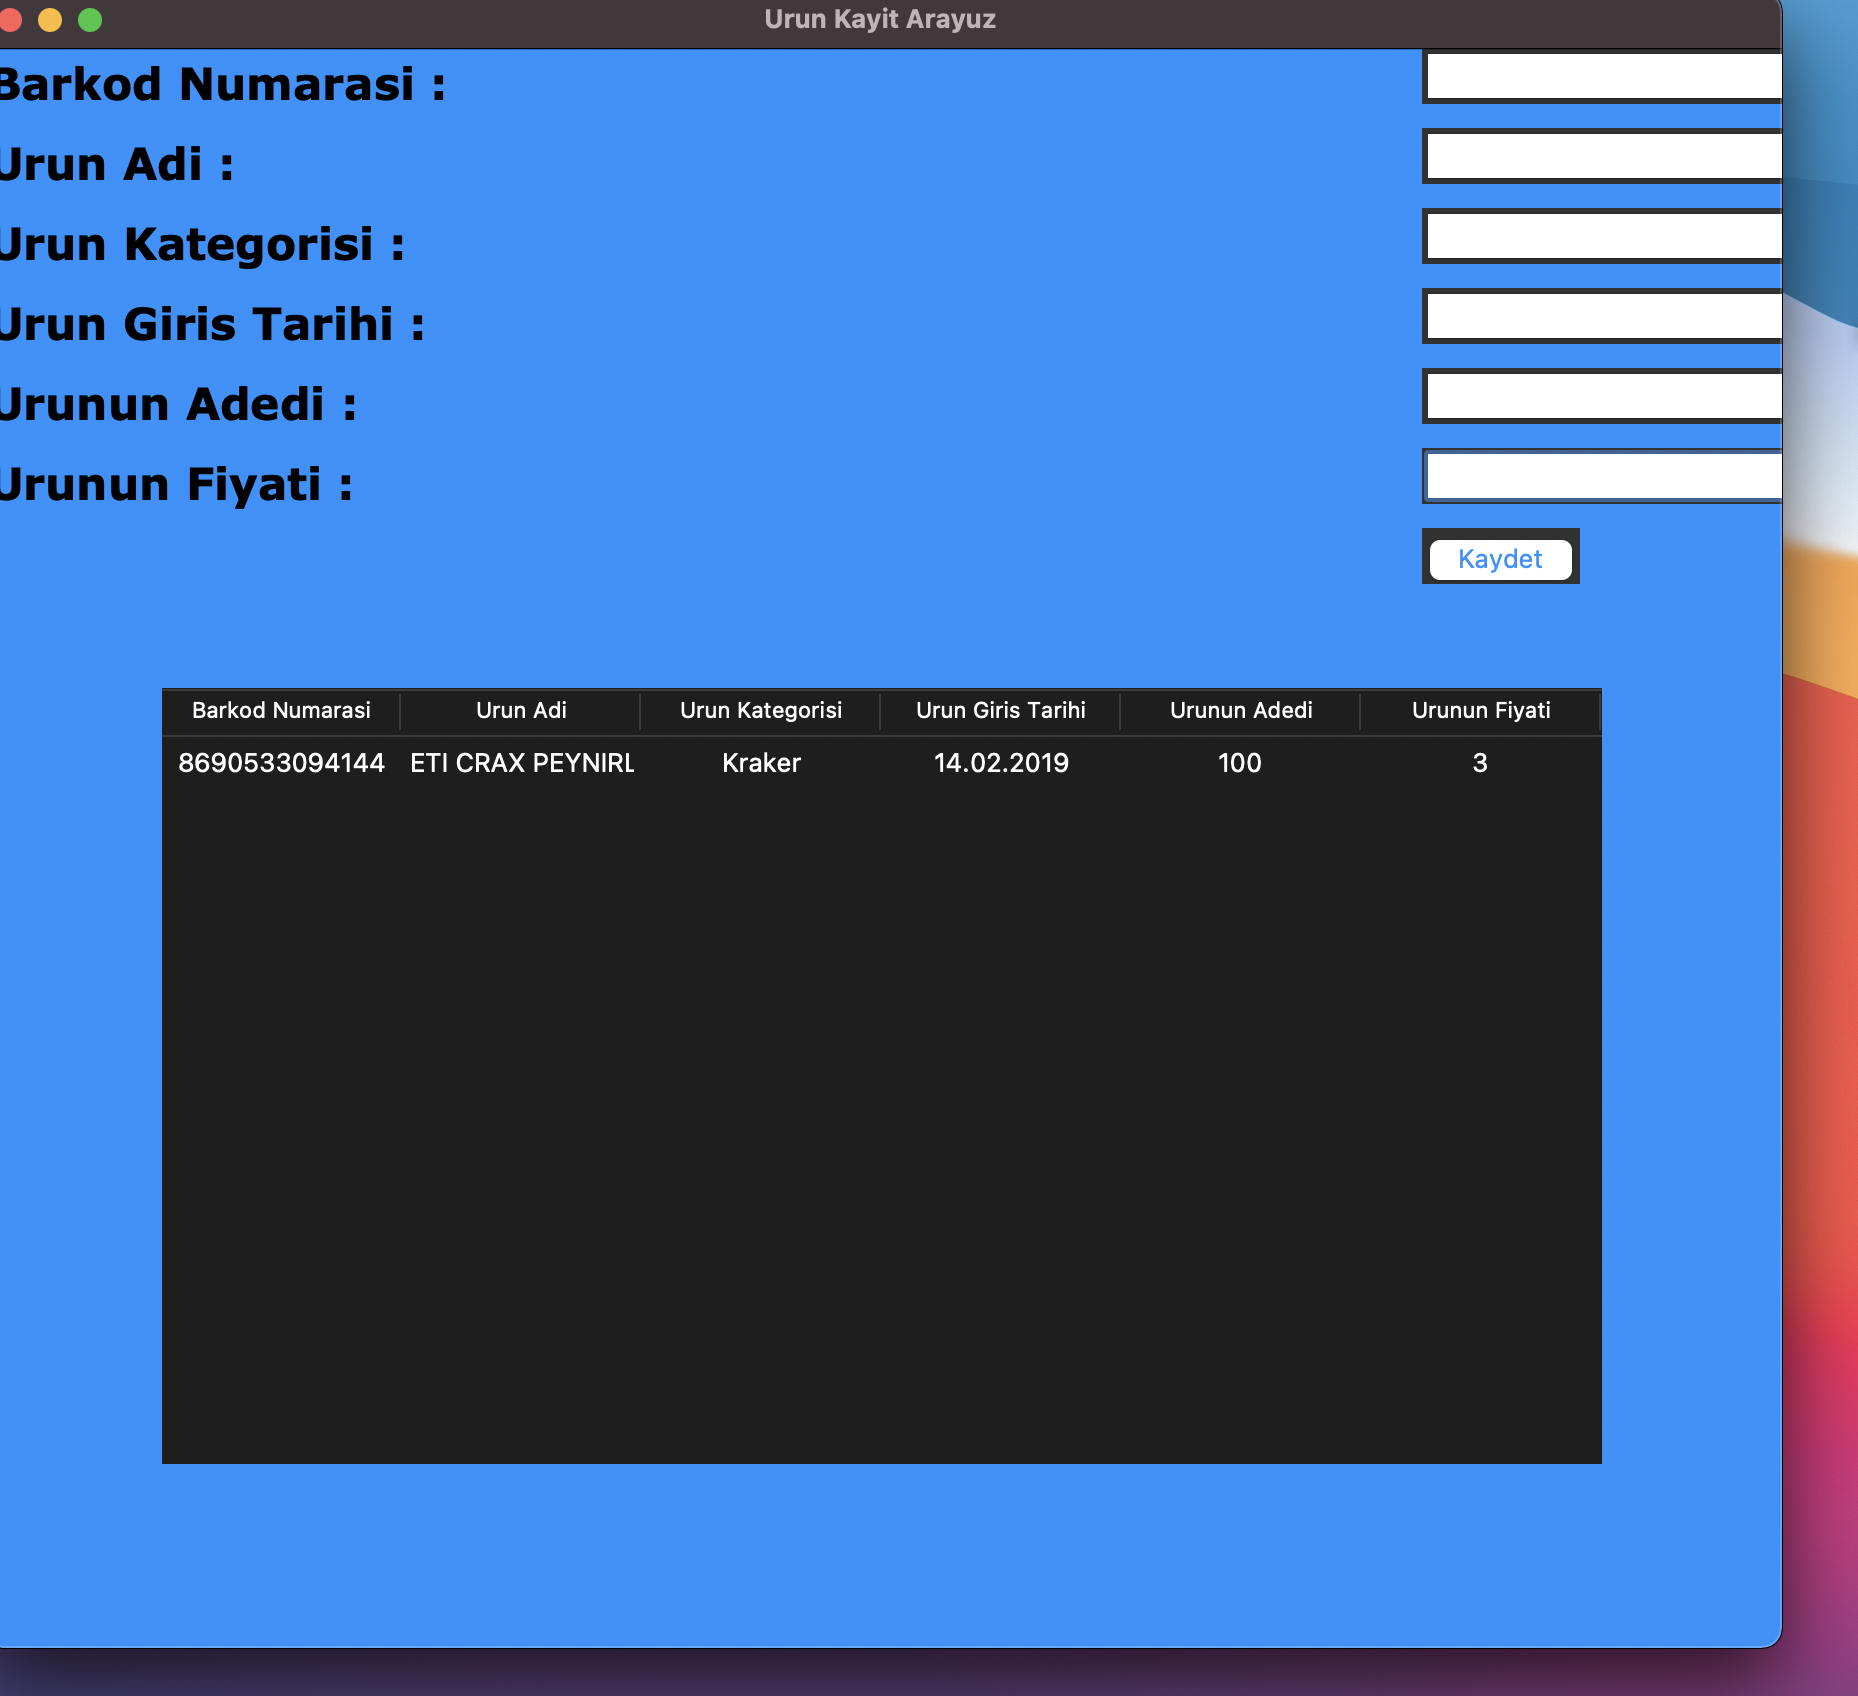 Urun Kayit Arayuz
Barkod Numarasi :
Urun Adi :
Urun Kategorisi :
Urun Giris Tarihi :
Urunun Adedi :
Urunun Fiyati :
Kaydet
Barkod Numarasi Urun Adi Urun Kategorisi Urun Giris Tarihi Urunun Adedi Urunun Fiyati
8690533094144 ETI CRAX PEYNIRL Kraker 14.02.2019 100 3